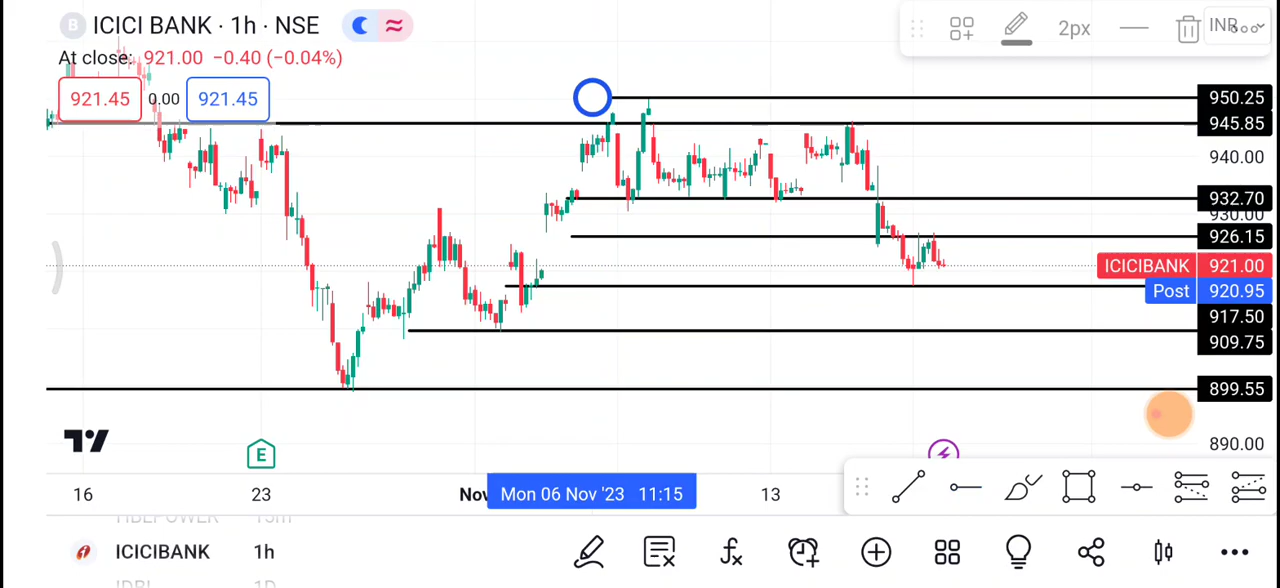 B ICICI BANK · 1h · NSE
At close: 921.00 −0.40 (−0.04%)
921.45 0.00 921.45
2px
INR
950.25
945.85
940.00
932.70
930.00
926.15
ICICIBANK 921.00
Post 920.95
917.50
909.75
899.55
890.00
E
16 23 Nov Mon 06 Nov '23 11:15 13
ICICIBANK 1h
IDBI 1D